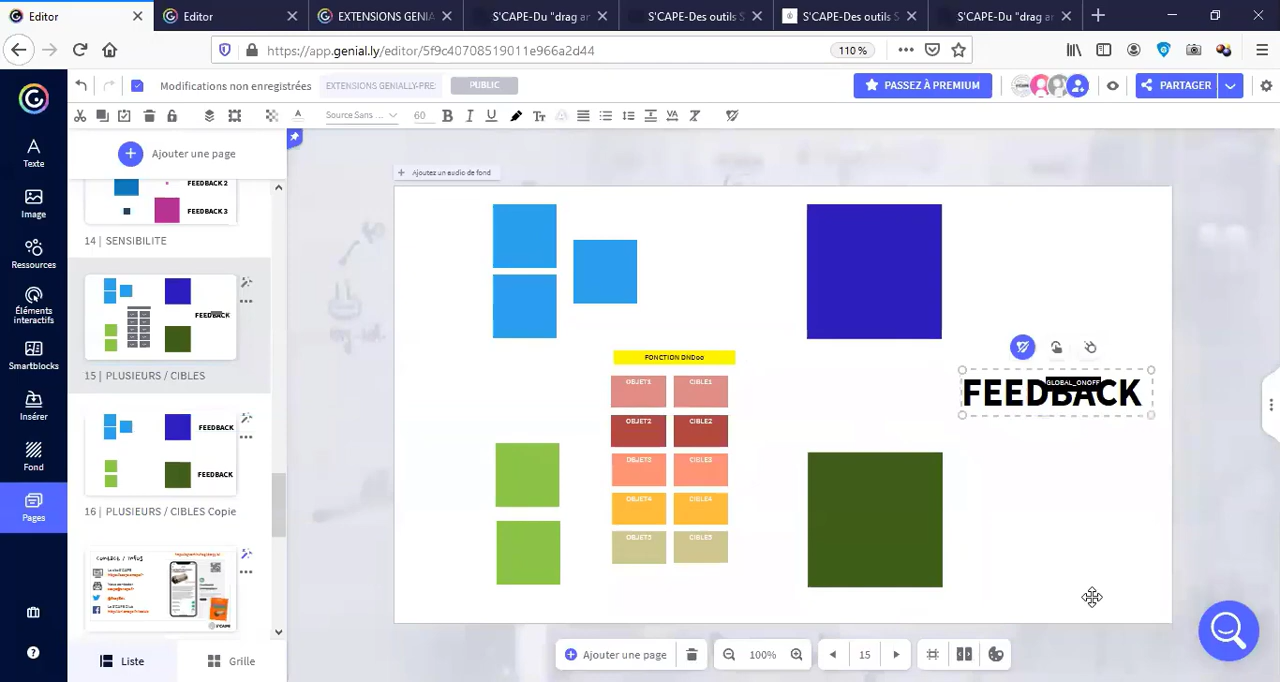 Editor
Editor
EXTENSIONS GENIA
S'CAPE-Du "drag ar
S'CAPE-Des outils S
S'CAPE-Des outils S
S'CAPE-Du "drag ar
https://app.genial.ly/editor/5f9c40708519011e966a2d44
110 %
Modifications non enregistrées
EXTENSIONS GENIALLY-PRE:
PUBLIC
PASSEZ À PREMIUM
PARTAGER
Source Sans ...
60
Texte
Image
Ressources
Éléments
interactifs
Smartblocks
Insérer
Fond
Pages
Ajouter une page
FEEDBACK 2
FEEDBACK 3
14 | SENSIBILITE
FEEDBACK
15 | PLUSIEURS / CIBLES
FEEDBACK
FEEDBACK
16 | PLUSIEURS / CIBLES Copie
Liste
Grille
Ajoutez un audio de fond
FONCTION DNDoo
OBJET1
CIBLE1
OBJET2
CIBLE2
OBJET3
CIBLE3
OBJET4
CIBLE4
OBJET5
CIBLE5
GLOBAL_ONOFF
FEEDBACK
Ajouter une page
100%
15